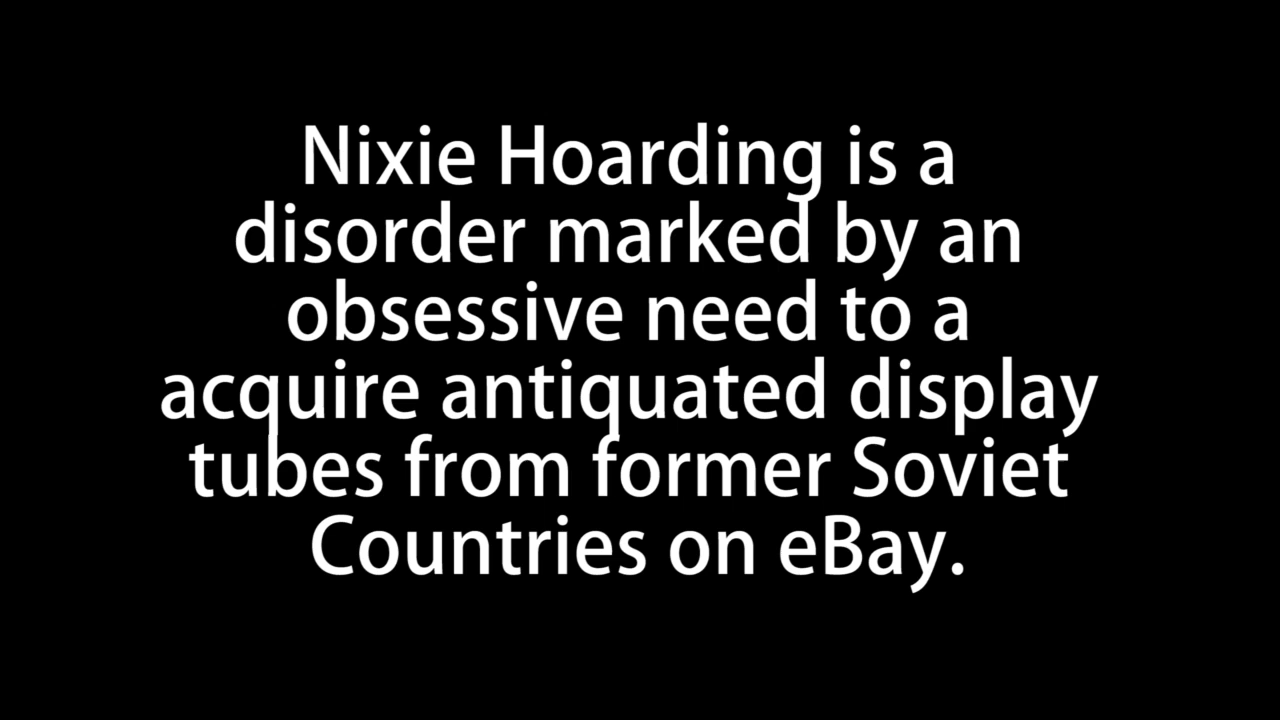 Nixie Hoarding is a
disorder marked by an
obsessive need to a
acquire antiquated display
tubes from former Soviet
Countries on eBay.